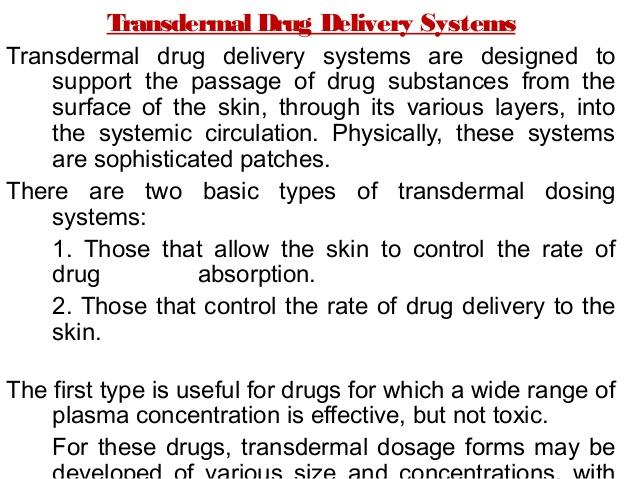 Transdermal Drug Delivery Systems
Transdermal drug delivery systems are designed to
support the passage of drug substances from the
surface of the skin, through its various layers, into
the systemic circulation. Physically, these systems
are sophisticated patches.
There are two basic types of transdermal dosing
systems:
1. Those that allow the skin to control the rate of
drug absorption.
2. Those that control the rate of drug delivery to the
skin.
The first type is useful for drugs for which a wide range of
plasma concentration is effective, but not toxic.
For these drugs, transdermal dosage forms may be
developed of various size and concentrations, with